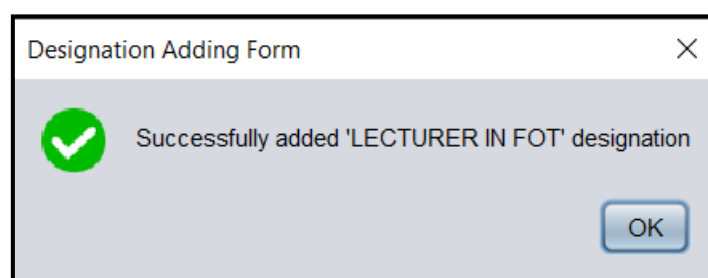 Designation Adding Form
Successfully added 'LECTURER IN FOT' designation
OK